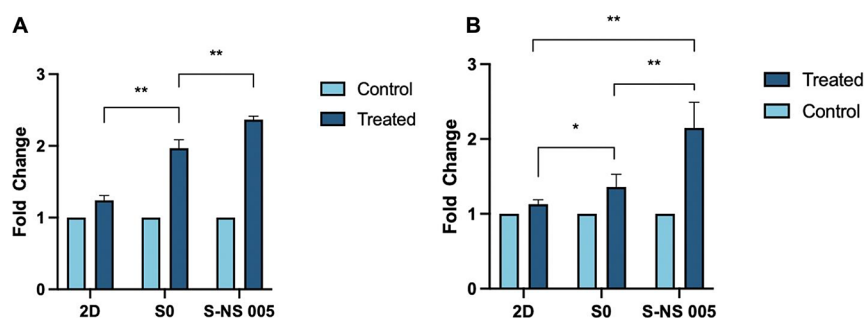 A
**
**
Fold Change
3
2
1
0
2D S0 S-NS 005
Control
Treated
B
**
**
*
Fold Change
3
2
1
0
2D S0 S-NS 005
Treated
Control